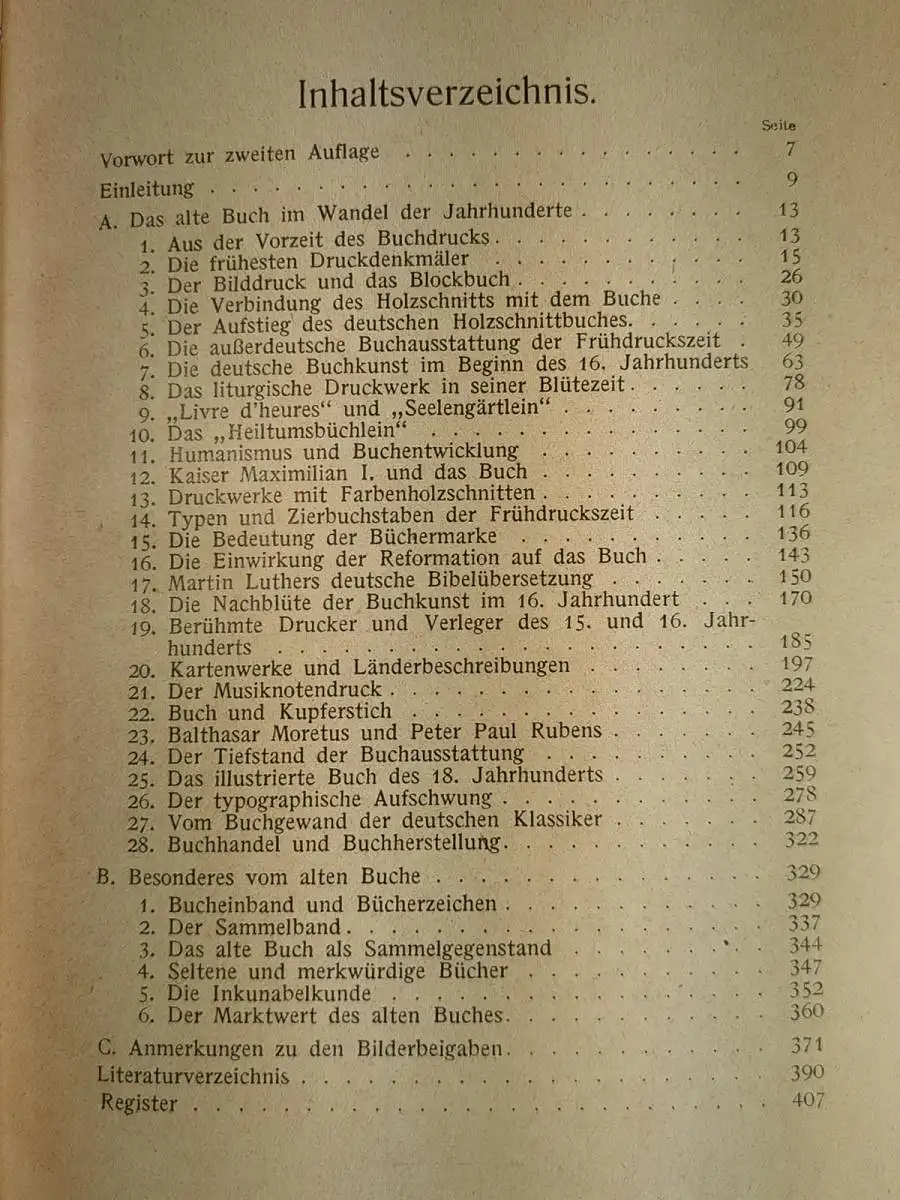 Inhaltsverzeichnis.
Seite
Vorwort zur zweiten Auflage . . . . . . . . . . . . . . . 7
Einleitung . . . . . . . . . . . . . . . . . . . . 9
A. Das alte Buch im Wandel der Jahrhunderte . . . . . . . . 13
1. Aus der Vorzeit des Buchdrucks . . . . . . . . . . 13
2. Die frühesten Druckdenkmäler . . . . . . . . . . 15
3. Der Bilddruck und das Blockbuch . . . . . . . . . 26
4. Die Verbindung des Holzschnitts mit dem Buche . . . . 30
5. Der Aufstieg des deutschen Holzschnittbuches. . . . . . 35
6. Die außerdeutsche Buchausstattung der Frühdruckszeit . 49
7. Die deutsche Buchkunst im Beginn des 16. Jahrhunderts 63
8. Das liturgische Druckwerk in seiner Blütezeit . . . . . . 78
9. „Livre d'heures“ und „Seelengärtlein“ . . . . . . . . . 91
10. Das „Heiltumsbüchlein“ . . . . . . . . . . . . . 99
11. Humanismus und Buchentwicklung . . . . . . . . . 104
12. Kaiser Maximilian I. und das Buch . . . . . . . . . 109
13. Druckwerke mit Farbenholzschnitten . . . . . . . . . 113
14. Typen und Zierbuchstaben der Frühdruckszeit . . . . . 116
15. Die Bedeutung der Büchermarke . . . . . . . . . . 136
16. Die Einwirkung der Reformation auf das Buch . . . . . 143
17. Martin Luthers deutsche Bibelübersetzung . . . . . . . 150
18. Die Nachblüte der Buchkunst im 16. Jahrhundert . . . 170
19. Berühmte Drucker und Verleger des 15. und 16. Jahr-
hunderts . . . . . . . . . . . . . . . . . . 185
20. Kartenwerke und Länderbeschreibungen . . . . . . . . 197
21. Der Musiknotendruck . . . . . . . . . . . . . . 224
22. Buch und Kupferstich . . . . . . . . . . . . . . 238
23. Balthasar Moretus und Peter Paul Rubens . . . . . . . 245
24. Der Tiefstand der Buchausstattung . . . . . . . . . 252
25. Das illustrierte Buch des 18. Jahrhunderts . . . . . . . 259
26. Der typographische Aufschwung . . . . . . . . . . . 278
27. Vom Buchgewand der deutschen Klassiker . . . . . . . 287
28. Buchhandel und Buchherstellung. . . . . . . . . . . 322
B. Besonderes vom alten Buche . . . . . . . . . . . . . 329
1. Bucheinband und Bücherzeichen . . . . . . . . . . . 329
2. Der Sammelband . . . . . . . . . . . . . . . . 337
3. Das alte Buch als Sammelgegenstand . . . . . . . . 344
4. Seltene und merkwürdige Bücher . . . . . . . . . . 347
5. Die Inkunabelkunde . . . . . . . . . . . . . . . 352
6. Der Marktwert des alten Buches. . . . . . . . . . . 360
C. Anmerkungen zu den Bilderbeigaben. . . . . . . . . . . 371
Literaturverzeichnis . . . . . . . . . . . . . . . . . . 390
Register . . . . . . . . . . . . . . . . . . . . . . 407